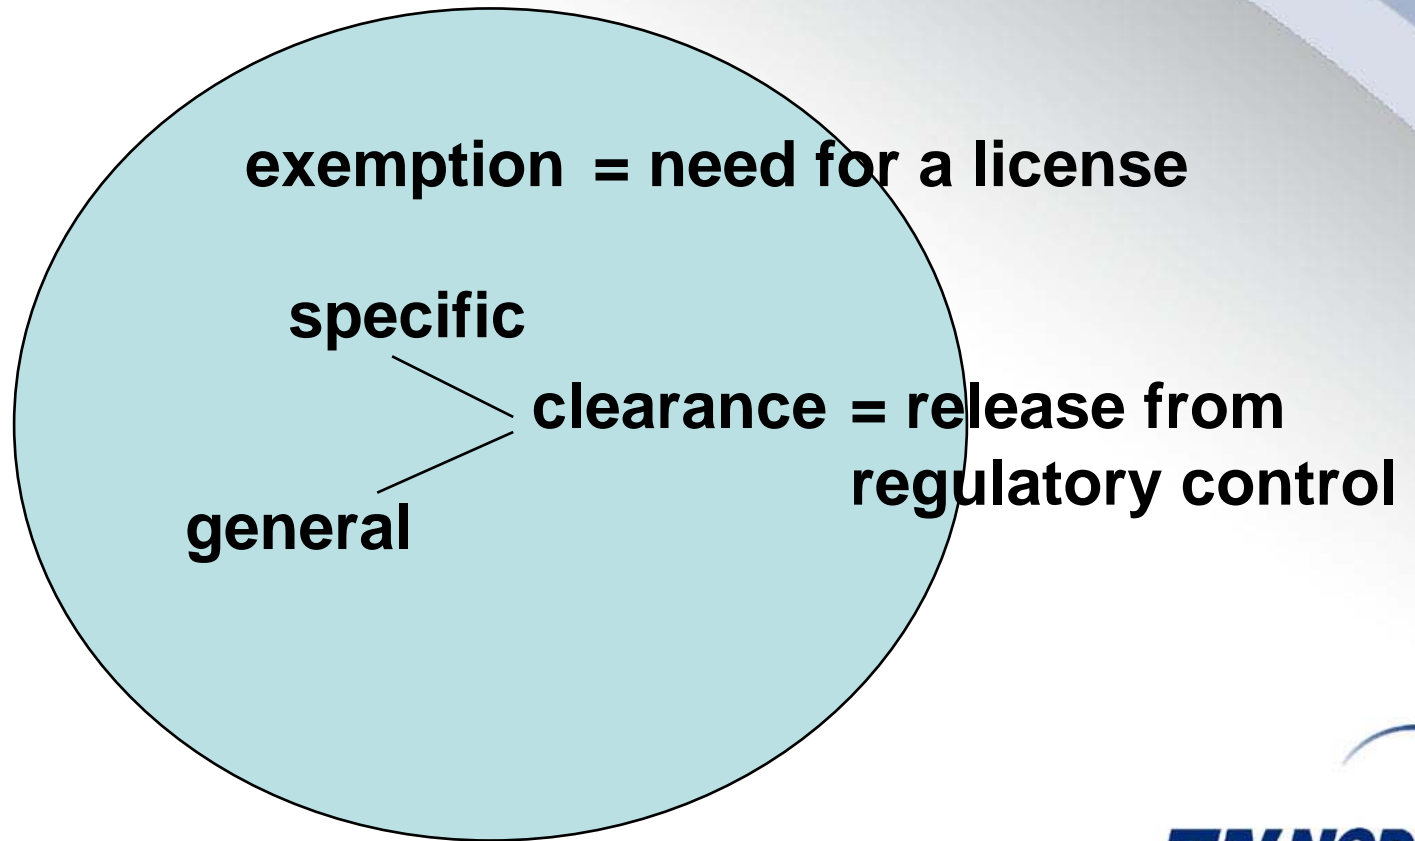 exemption = need for a license
specific
clearance = release from
regulatory control
general